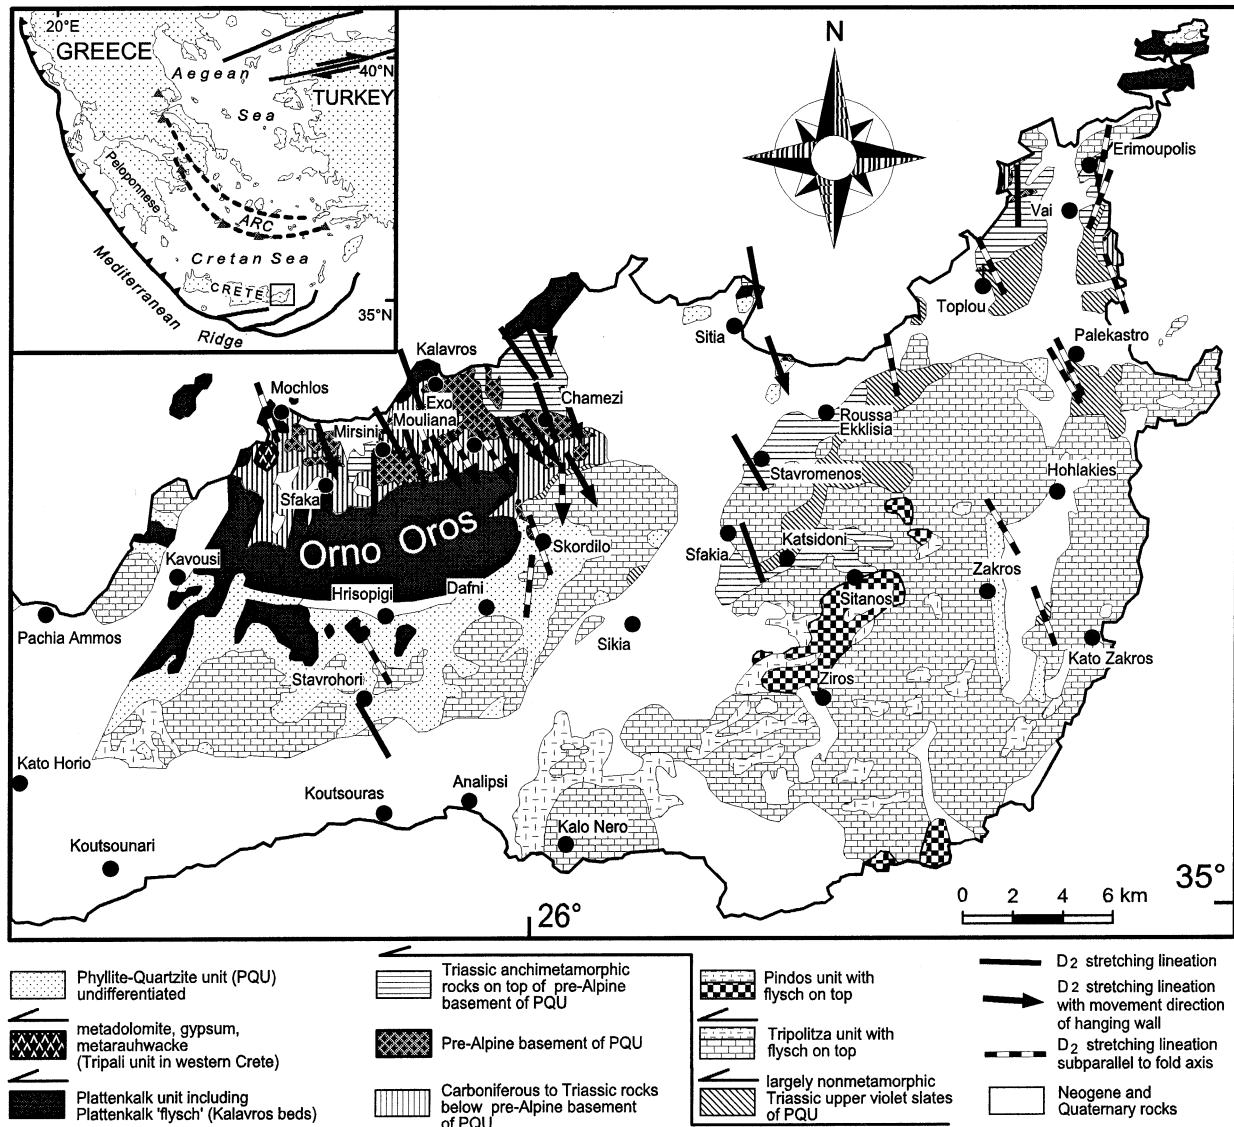 20°E
GREECE
Aegean
40°N
TURKEY
Sea
Peloponnese
ARC
Cretan Sea
CRETE
Mediterranean
Ridge
35°N
N
Erimoupolis
Vai
Toplou
Sitia
Palekastro
Kalavros
Mochlos
Exo
Mouliana
Chamezi
Mirsini
Roussa
Ekklisia
Stavromenos
Hohlakies
Sfaka
Orno Oros
Skordilo
Sfakia
Katsidoni
Kavousi
Zakros
Hrisopigi
Dafni
Sitanos
Pachia Ammos
Sikia
Kato Zakros
Stavrohori
Ziros
Kato Horio
Koutsouras
Analipsi
Kalo Nero
Koutsounari
35°
26°
0 2 4 6 km
Phyllite-Quartzite unit (PQU)
undifferentiated
metadolomite, gypsum,
metarauhwacke
(Tripali unit in western Crete)
Plattenkalk unit including
Plattenkalk 'flysch' (Kalavros beds)
Triassic anchimetamorphic
rocks on top of pre-Alpine
basement of PQU
Pre-Alpine basement of PQU
Carboniferous to Triassic rocks
below pre-Alpine basement
of PQU
Pindos unit with
flysch on top
Tripolitza unit with
flysch on top
largely nonmetamorphic
Triassic upper violet slates
of PQU
D2 stretching lineation
D2 stretching lineation
with movement direction
of hanging wall
D2 stretching lineation
subparallel to fold axis
Neogene and
Quaternary rocks